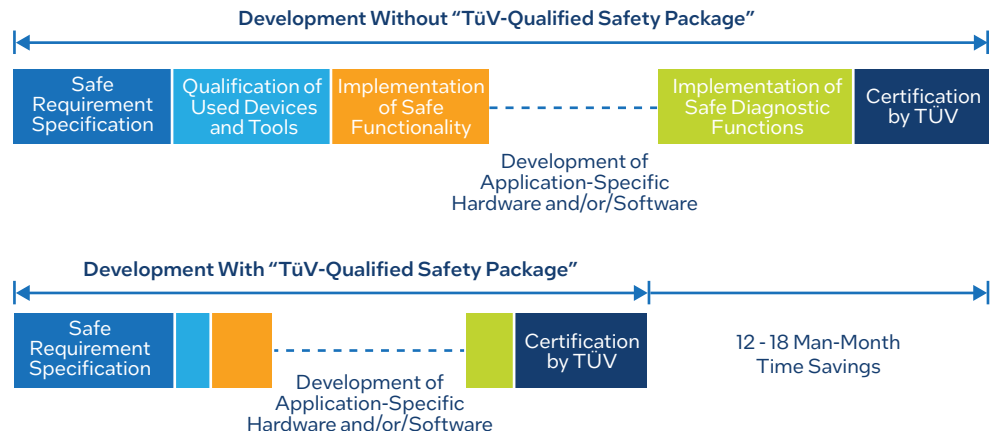 Development Without “TüV-Qualified Safety Package”
Safe
Requirement
Specification
Qualification of
Used Devices
and Tools
Implementation
of Safe
Functionality
Implementation of
Safe Diagnostic
Functions
Certification
by TÜV
Development of
Application-Specific
Hardware and/or/Software
Development With “TüV-Qualified Safety Package”
Safe
Requirement
Specification
Certification
by TÜV
12 - 18 Man-Month
Time Savings
Development of
Application-Specific
Hardware and/or/Software